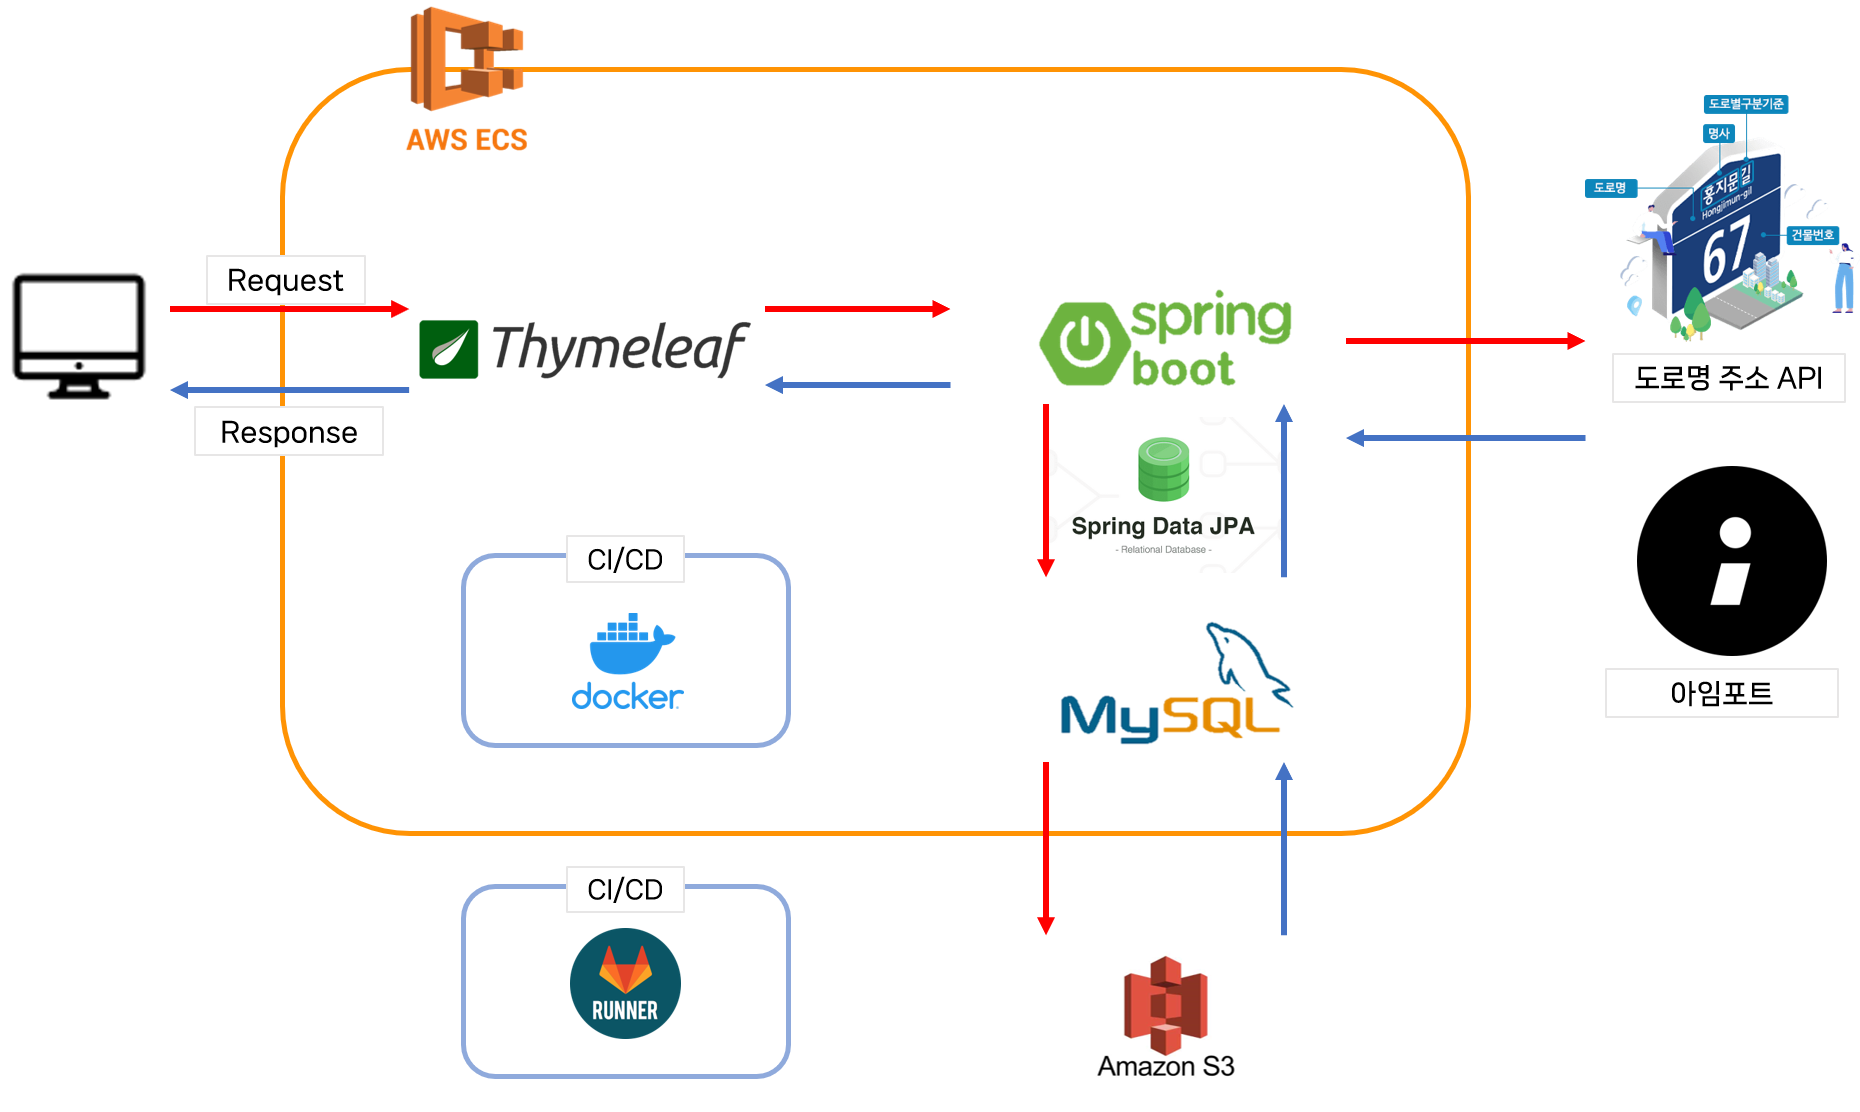 AWS ECS
도로별구분기준
명사
도로명
홍지문길
Hongjimun-gil
67
건물번호
Request
Thymeleaf
spring
boot
도로명 주소 API
Response
Spring Data JPA
- Relational Database -
CI/CD
docker
MySQL
아임포트
CI/CD
RUNNER
Amazon S3